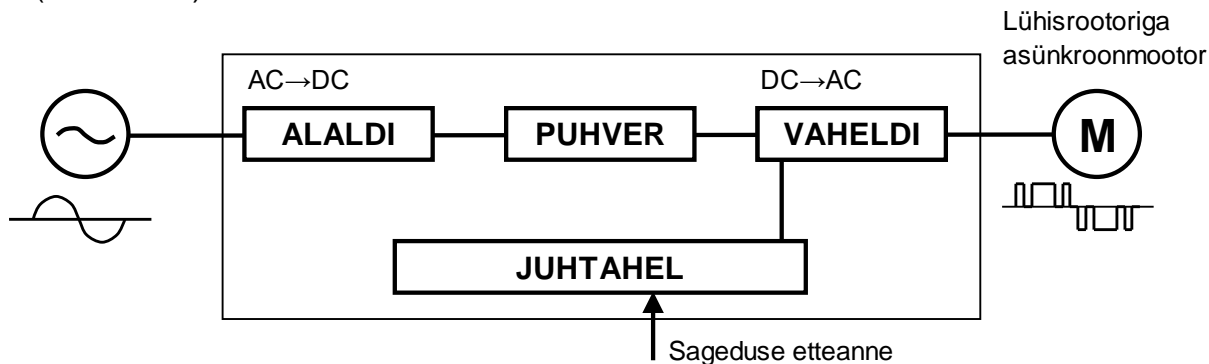 Lühisrootoriga
asünkroonmootor
AC→DC
DC→AC
ALALDI
PUHVER
VAHELDI
M
JUHTAHEL
Sageduse etteanne